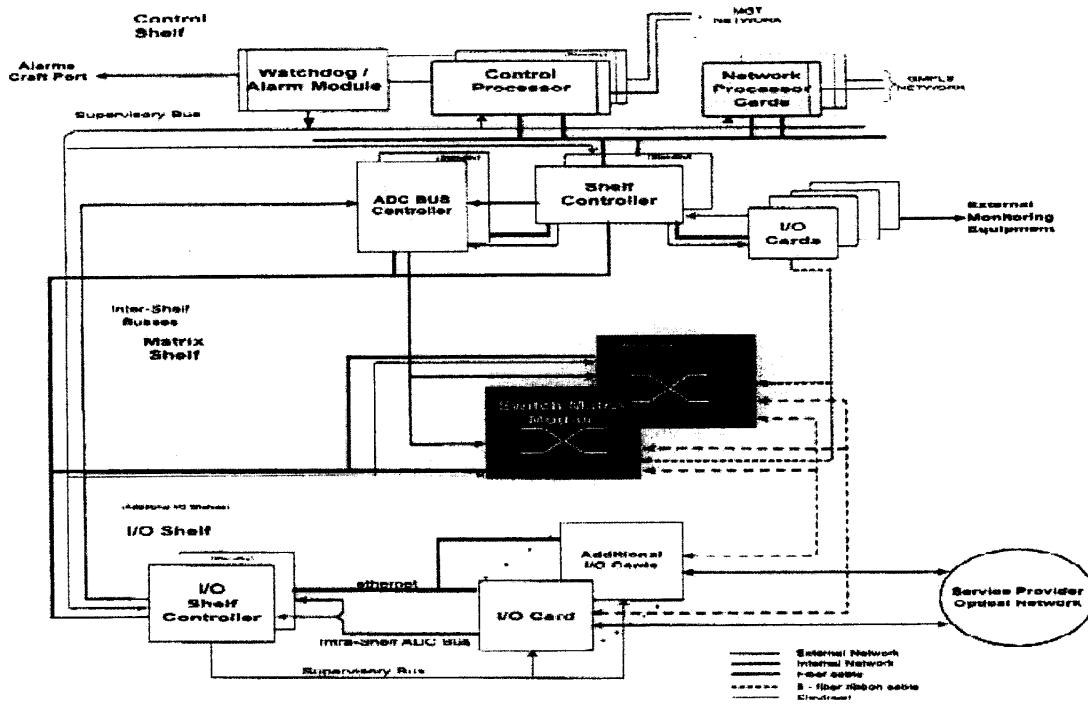 Control
Shelf
MGT
NETWORK
Alarms
Craft Port
Watchdog /
Alarm Module
Control
Processor
Network
Processor
Cards
GMPLS
NETWORK
Supervisory Bus
ADC BUS
Controller
Shelf
Controller
I/O
Cards
External
Monitoring
Equipment
Inter-Shelf
Busses
Matrix
Shelf
Switch Matrix
I/O Shelf
I/O
Shelf
Controller
ethernet
Additional
I/O Cards
I/O Card
Intra-Shelf ADC Bus
Supervisory Bus
Service Provider
Optical Network
External Network
Internal Network
Fiber cable
8 - fiber ribbon cable